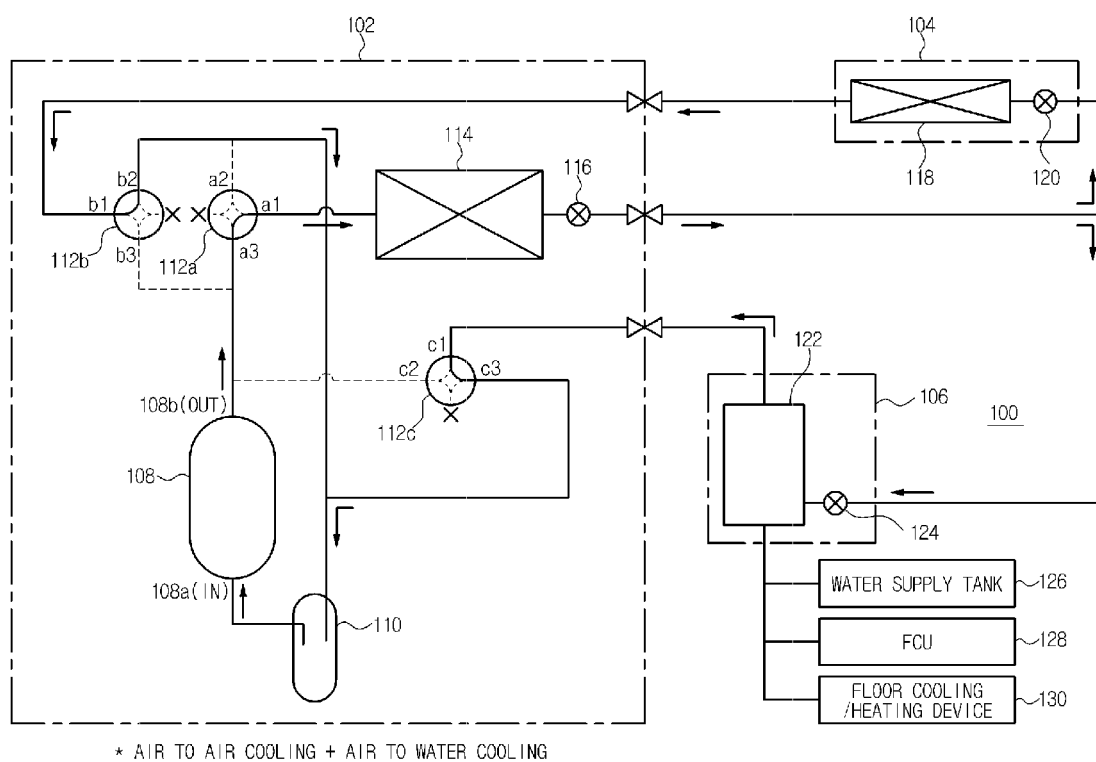 102
104
114
116
118
120
b2
a2
b1
a1
b3
a3
112b
112a
c1
c2
c3
112c
122
106
100
108b(OUT)
108
124
108a(IN)
110
WATER SUPPLY TANK
126
FCU
128
FLOOR COOLING
/HEATING DEVICE
130
* AIR TO AIR COOLING + AIR TO WATER COOLING